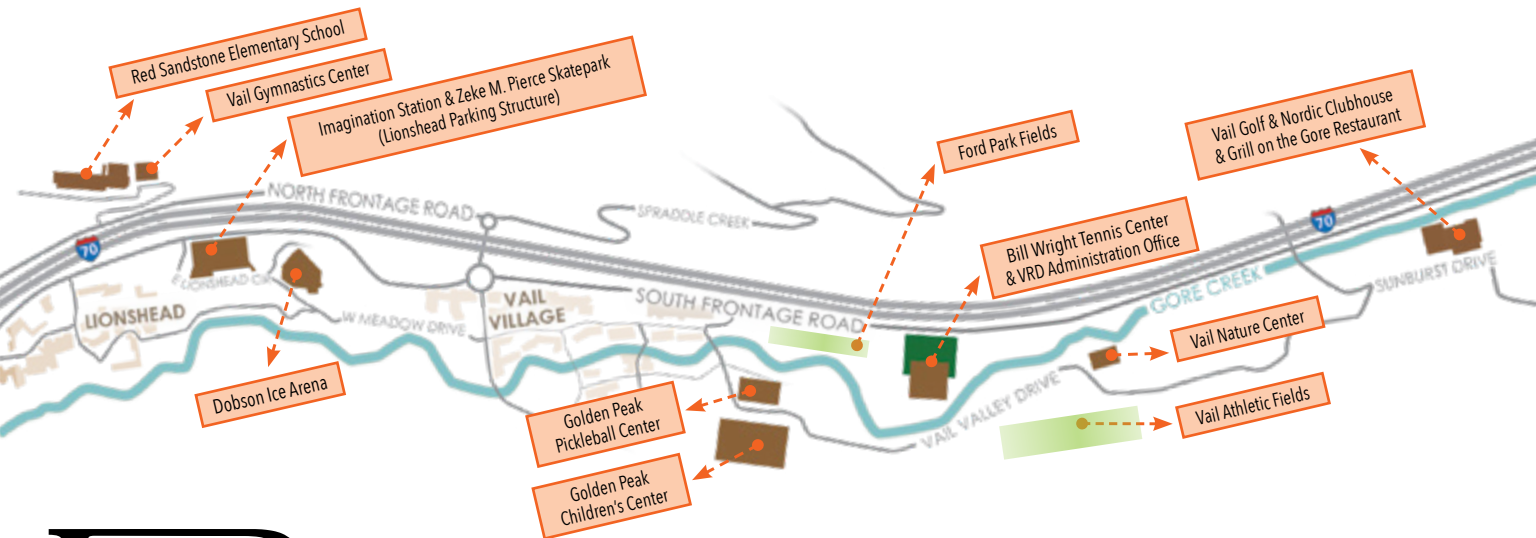 Red Sandstone Elementary School
Vail Gymnastics Center
Imagination Station & Zeke M. Pierce Skatepark
(Lionshead Parking Structure)
Ford Park Fields
Vail Golf & Nordic Clubhouse
& Grill on the Gore Restaurant
NORTH FRONTAGE ROAD
SPRADDLE CREEK
70
70
Bill Wright Tennis Center
& VRD Administration Office
E LIONSHEAD CIR
LIONSHEAD
W MEADOW DRIVE
VAIL
VILLAGE
SOUTH FRONTAGE ROAD
GORE CREEK
SUNBURST DRIVE
Vail Nature Center
Dobson Ice Arena
Golden Peak
Pickleball Center
VAIL VALLEY DRIVE
Vail Athletic Fields
Golden Peak
Children's Center